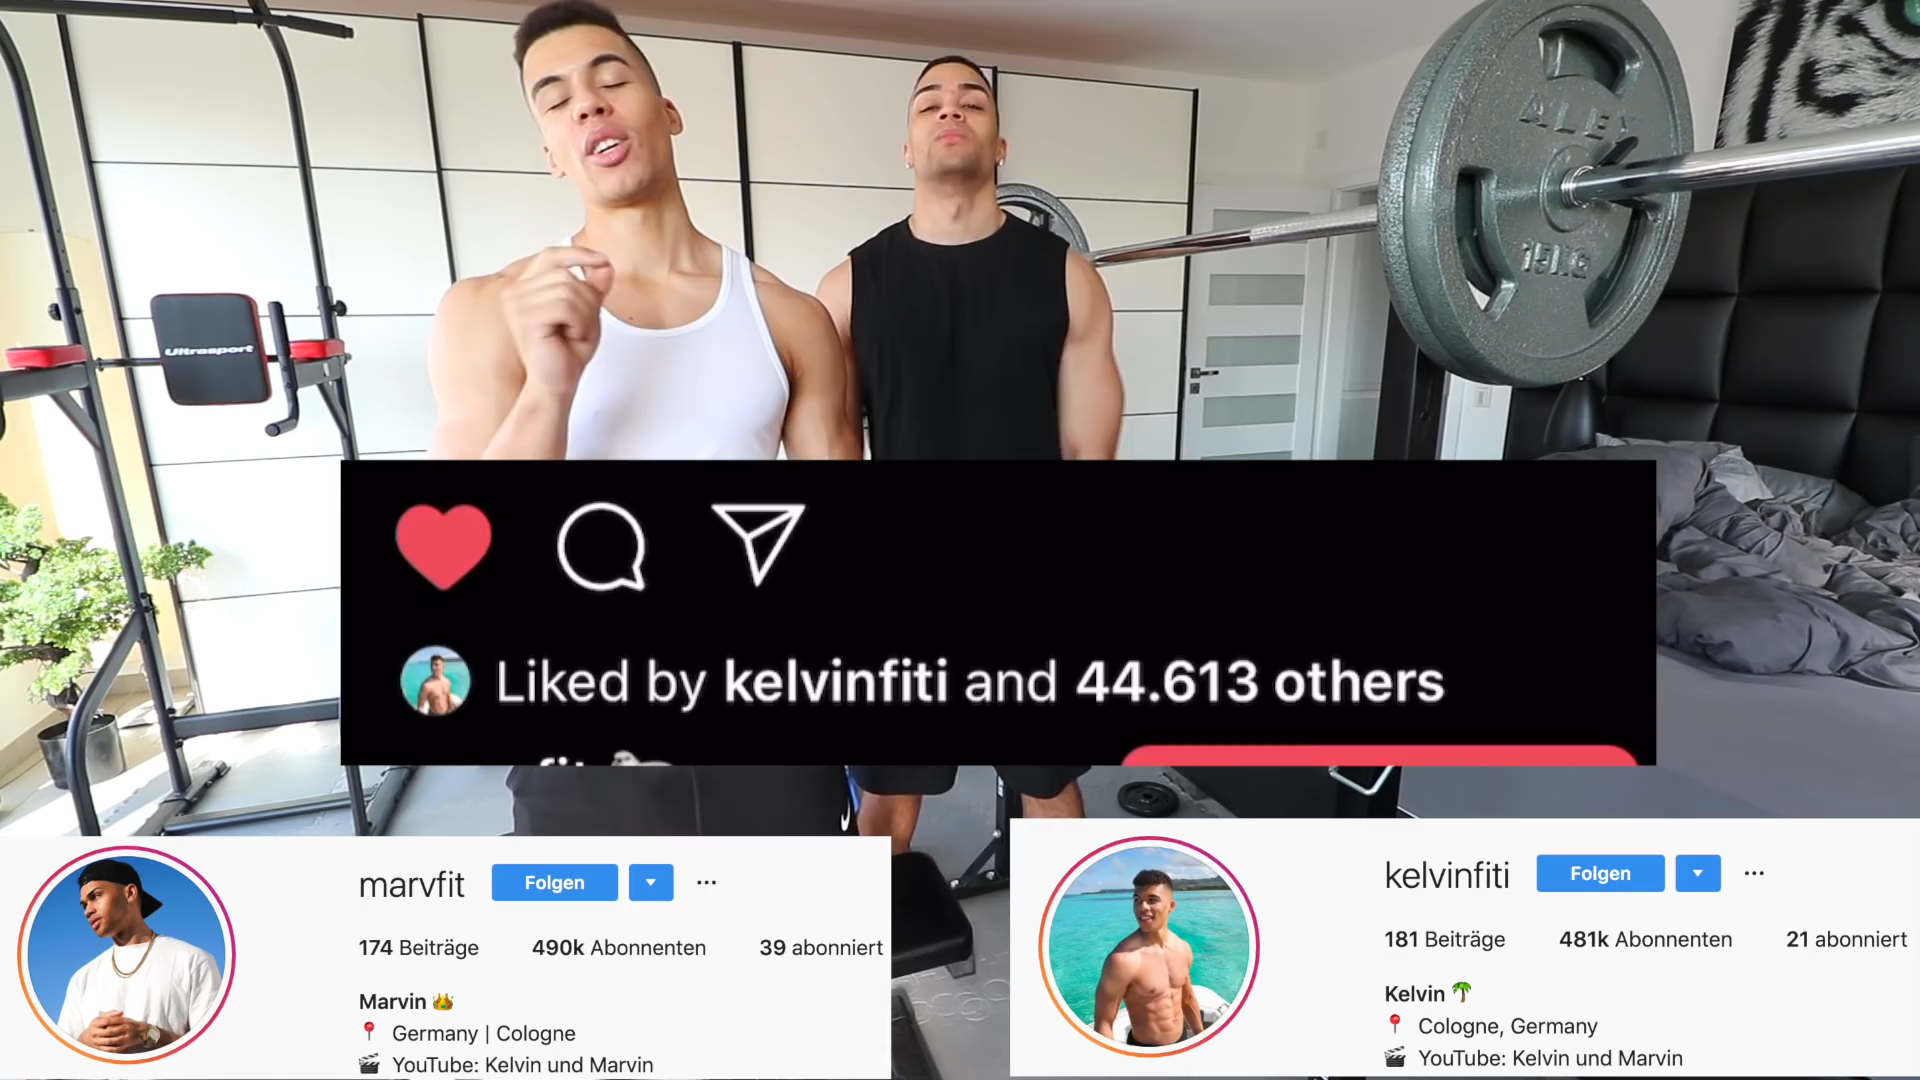 ALEX
15KG
Ultrasport
Liked by kelvinfiti and 44.613 others
marvfit Folgen
174 Beiträge 490k Abonnenten 39 abonniert
Marvin 👑
📍 Germany | Cologne
🎬 YouTube: Kelvin und Marvin
kelvinfiti Folgen
181 Beiträge 481k Abonnenten 21 abonniert
Kelvin 🌴
📍 Cologne, Germany
🎬 YouTube: Kelvin und Marvin